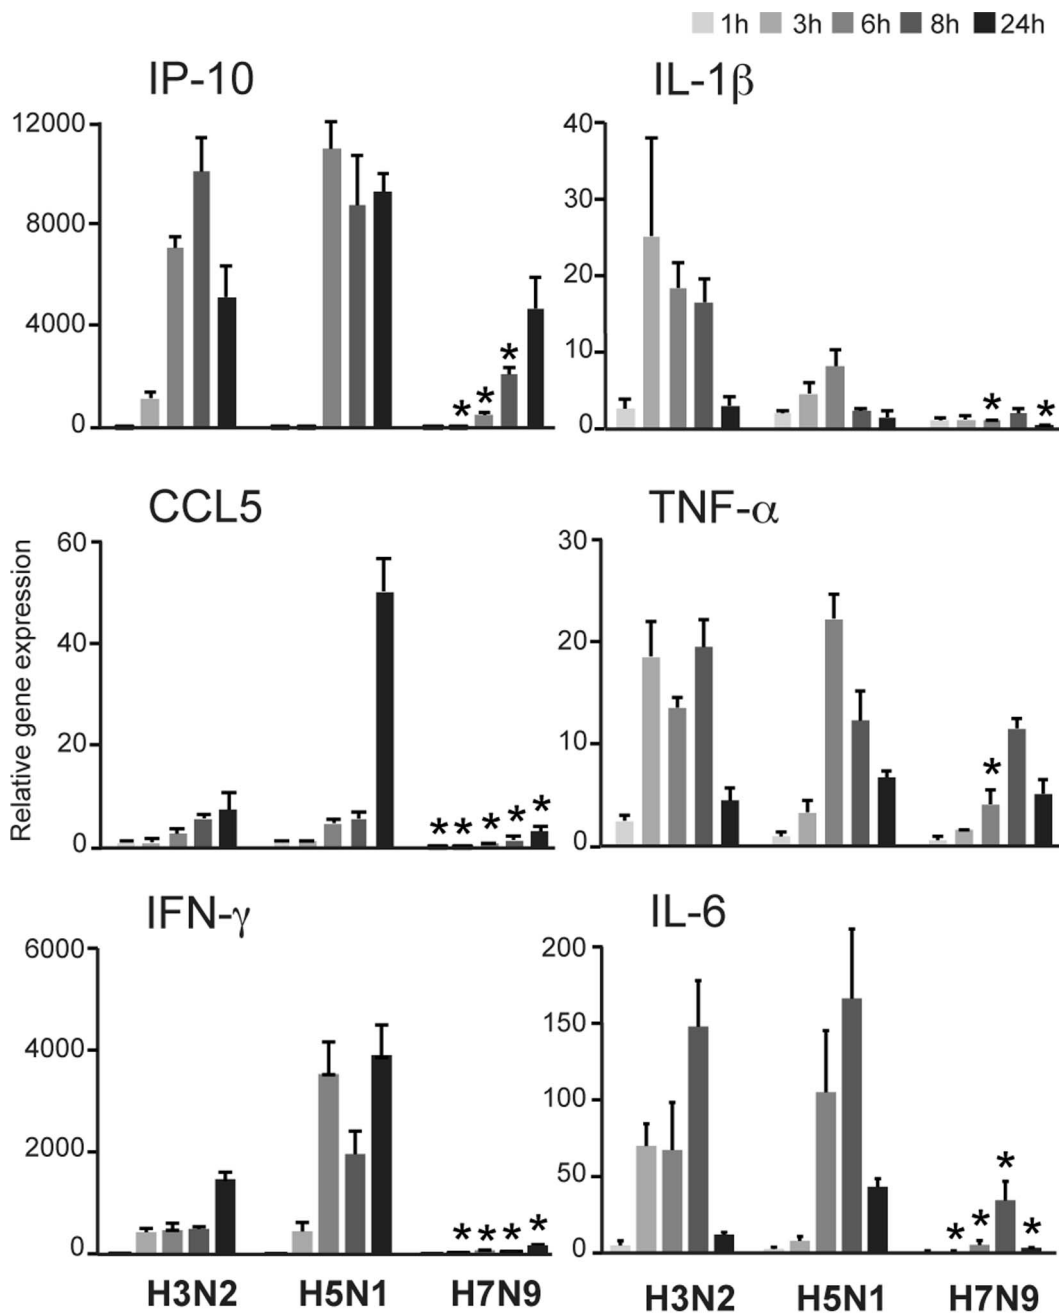 1h 3h 6h 8h 24h
IP-10
IL-1β
12000
8000
4000
0
40
30
20
10
0
CCL5
TNF-α
Relative gene expression
60
40
20
0
30
20
10
0
IFN-γ
IL-6
6000
4000
2000
0
200
150
100
50
0
* * *
* *
* * * * *
*
* * * *
* * * *
H3N2 H5N1 H7N9
H3N2 H5N1 H7N9